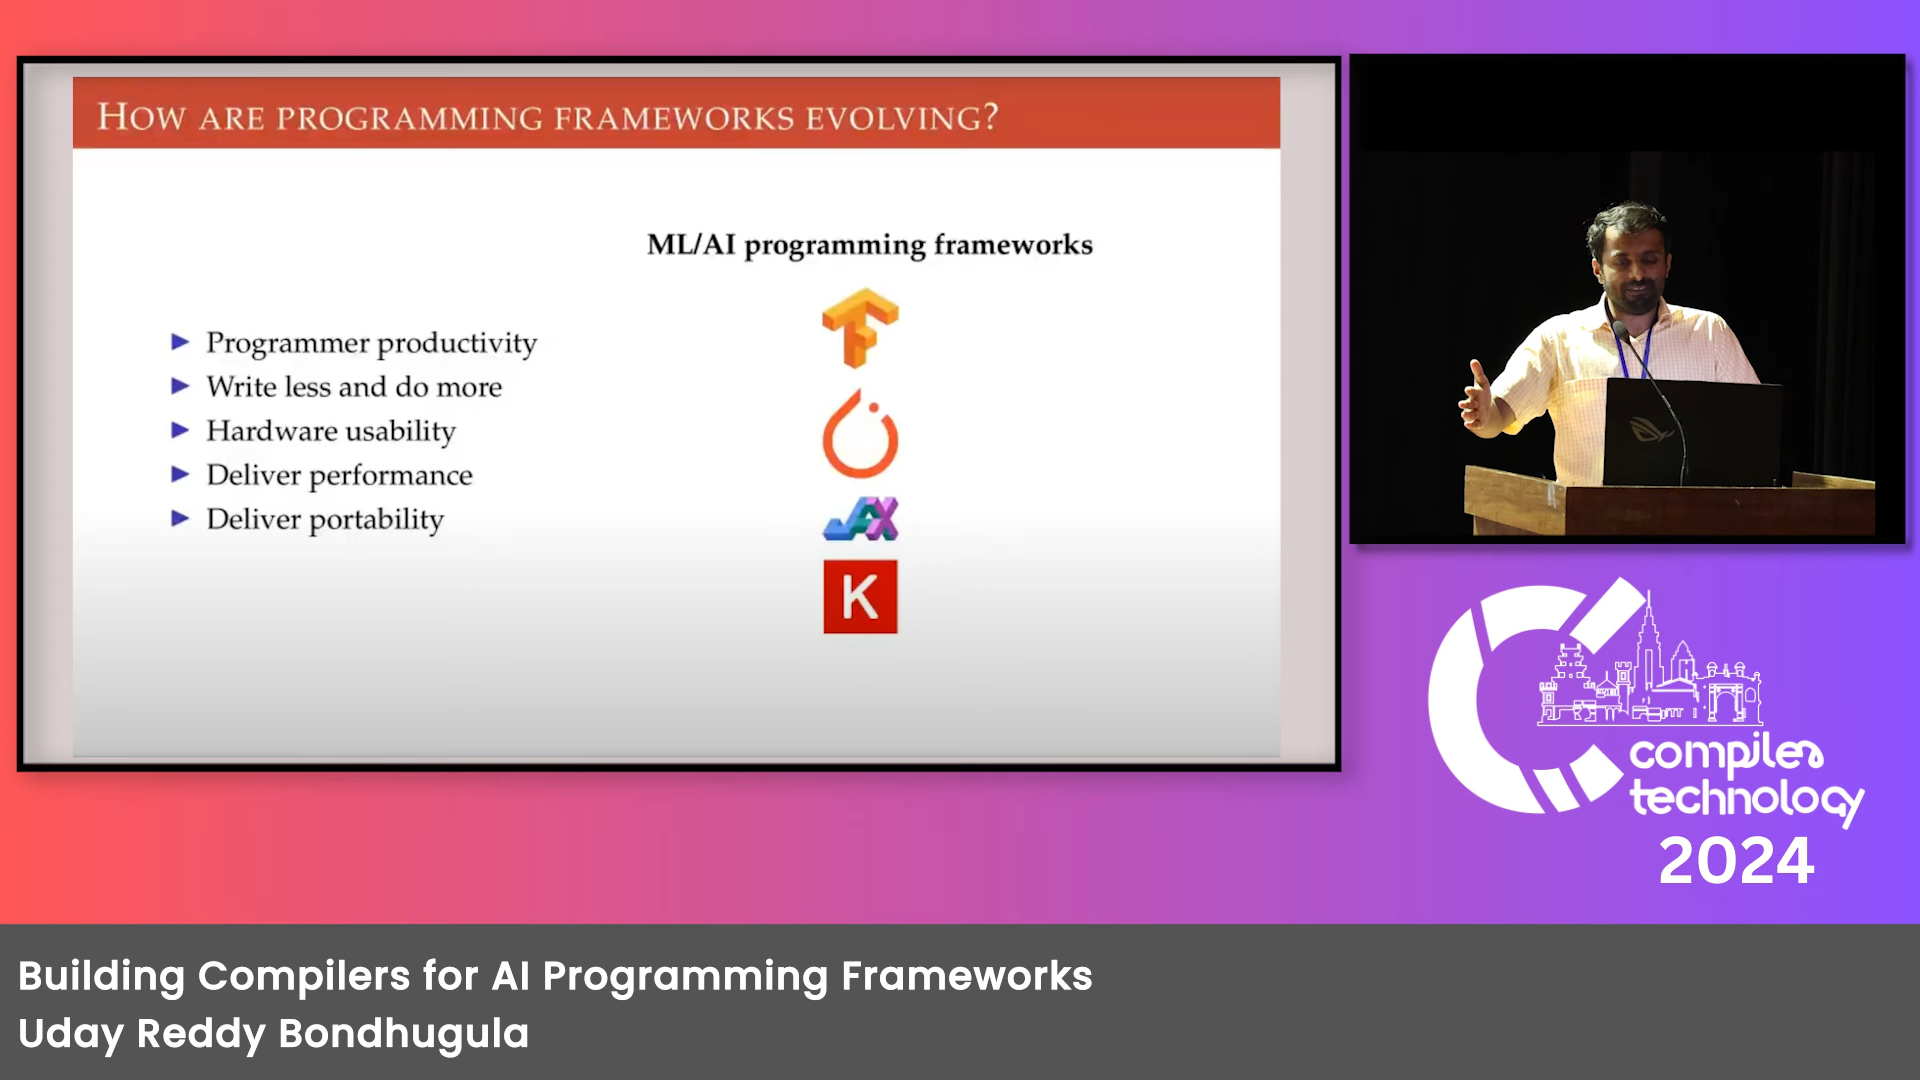 HOW ARE PROGRAMMING FRAMEWORKS EVOLVING?
ML/AI programming frameworks
Programmer productivity
Write less and do more
Hardware usability
Deliver performance
Deliver portability
JAX
K
compiler
technology
2024
Building Compilers for AI Programming Frameworks
Uday Reddy Bondhugula